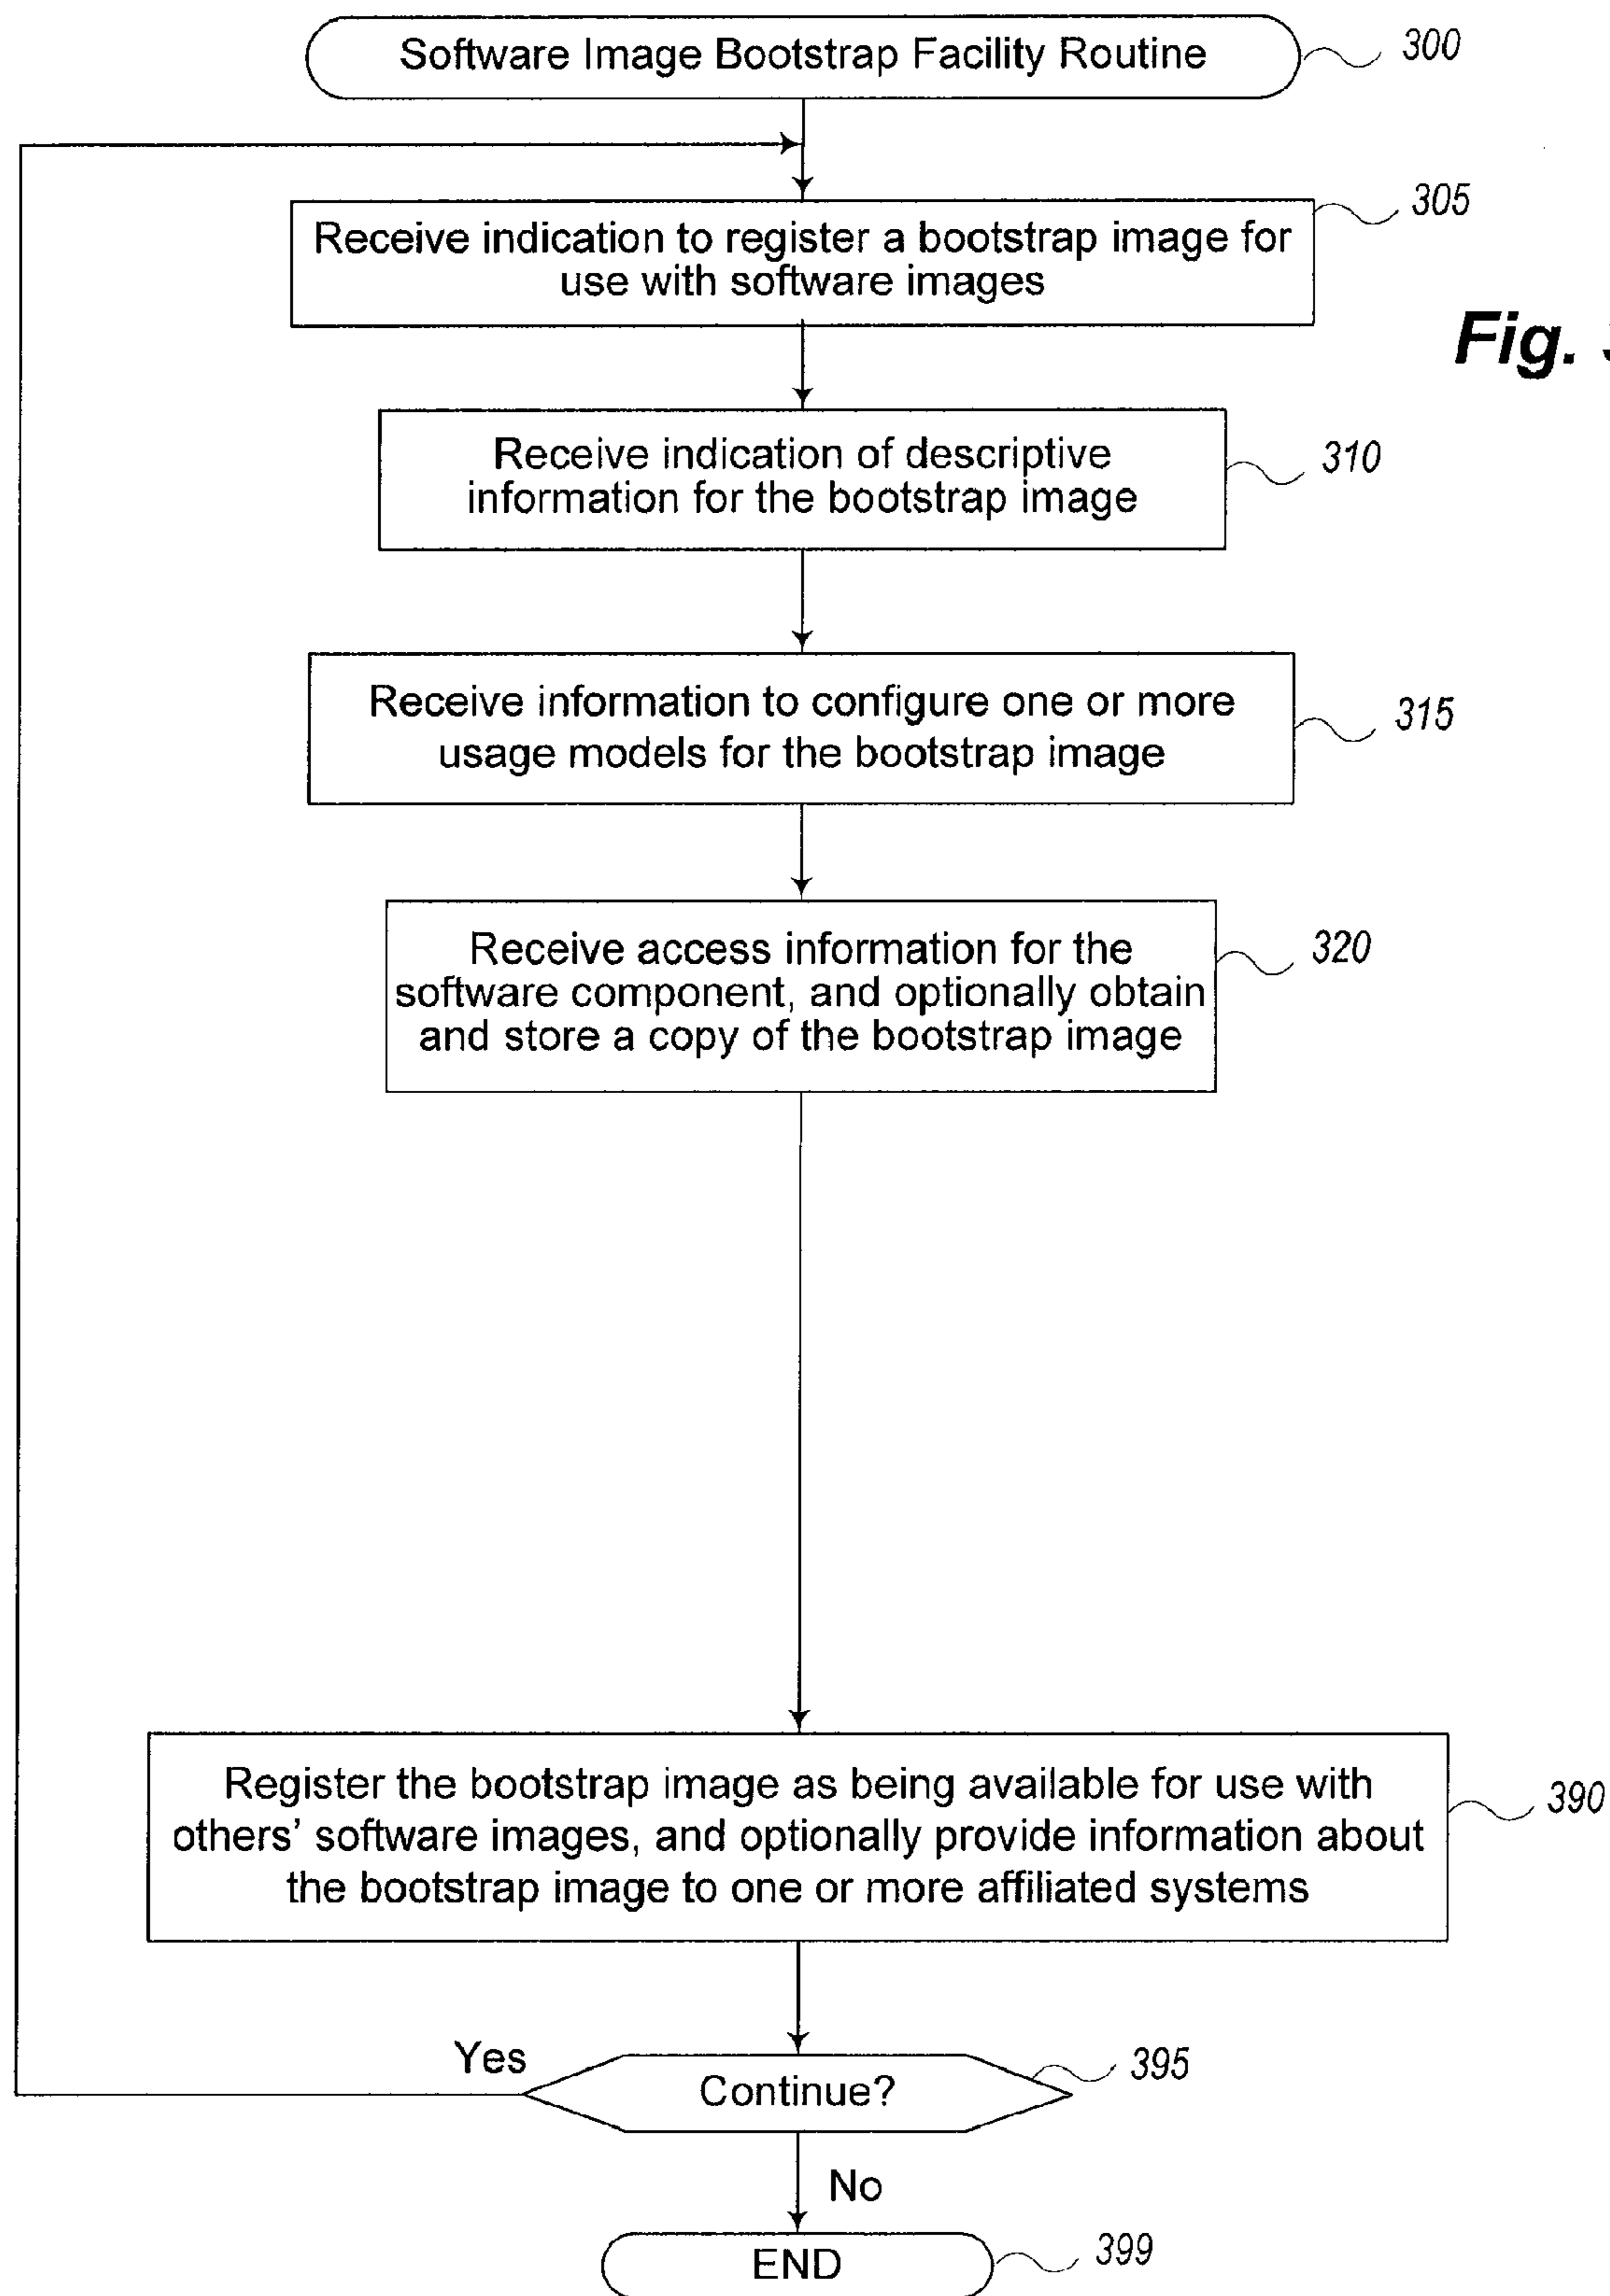 Software Image Bootstrap Facility Routine
300
305
Receive indication to register a bootstrap image for
use with software images
Fig.
Receive indication of descriptive
information for the bootstrap image
310
Receive information to configure one or more
usage models for the bootstrap image
315
Receive access information for the
software component, and optionally obtain
and store a copy of the bootstrap image
320
Register the bootstrap image as being available for use with
others' software images, and optionally provide information about
the bootstrap image to one or more affiliated systems
390
Yes
Continue?
395
No
END
399